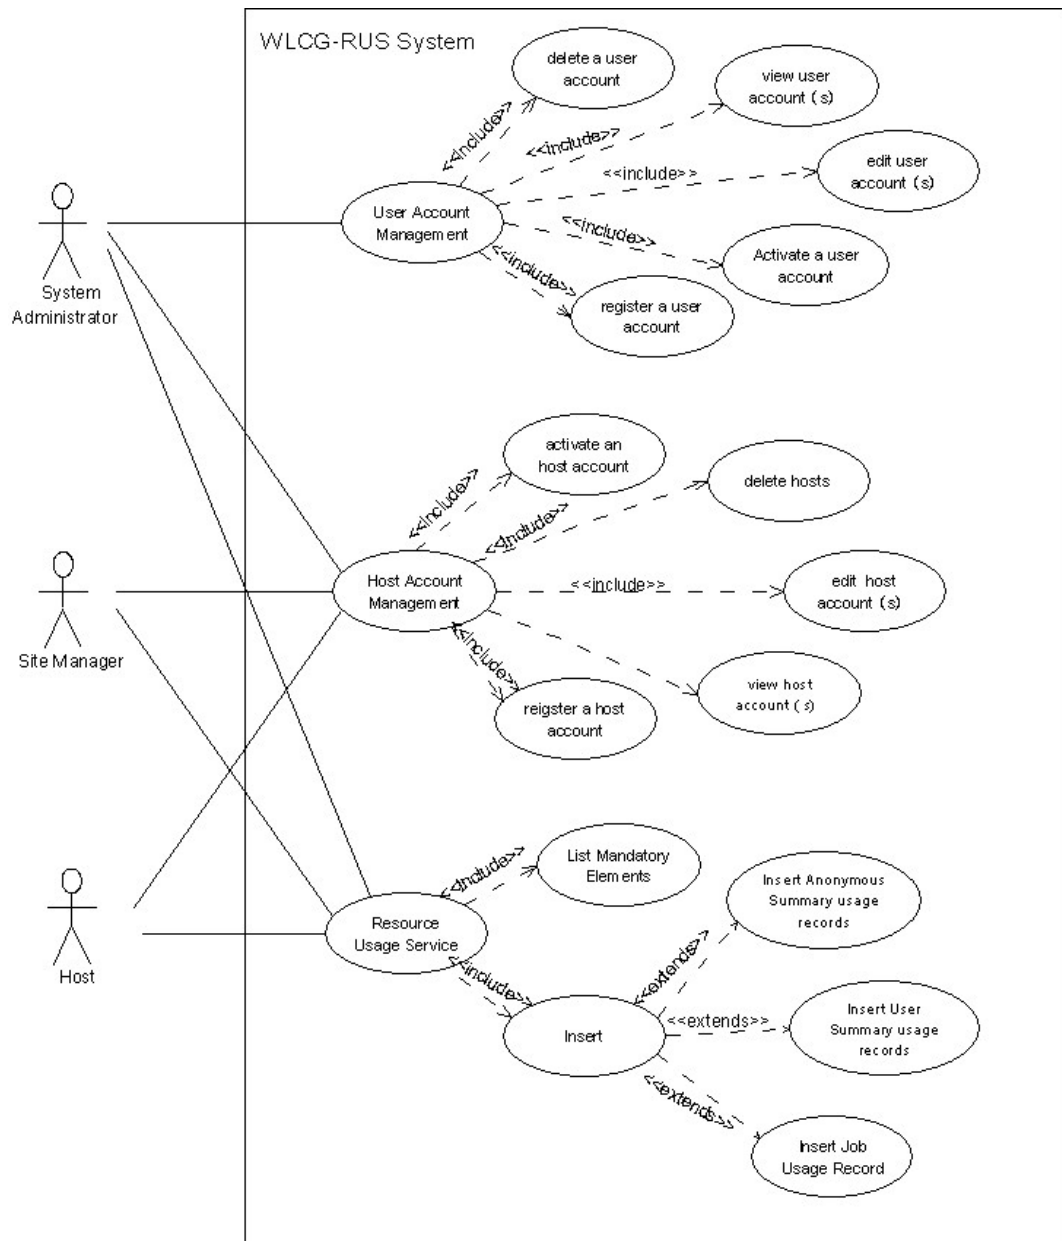 WLCG-RUS System
delete a user
account
view user
account (s)
<<include>>
<<include>>
edit user
account (s)
<<include>>
User Account
Management
<<include>>
Activate a user
account
<<include>>
register a user
account
System
Administrator
activate an
host account
delete hosts
<<include>>
<<include>>
Host Account
Management
<<include>>
edit host
account (s)
Site Manager
<<include>>
view host
account (s)
reigster a host
account
List Mandatory
Elements
<<include>>
Insert Anonymous
Summary usage
records
Resource
Usage Service
Host
<<include>>
<<extends>>
<<extends>>
Insert User
Summary usage
records
Insert
<<extends>>
Insert Job
Usage Record